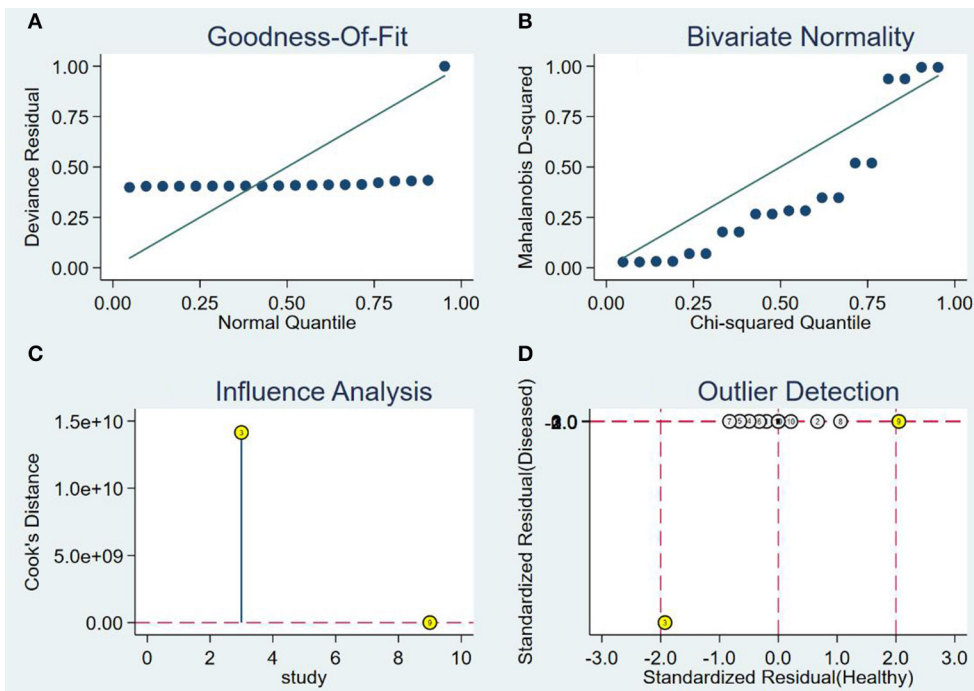 A
Goodness-Of-Fit
Deviance Residual
1.00
0.75
0.50
0.25
0.00
0.00 0.25 0.50 0.75 1.00
Normal Quantile
B
Bivariate Normality
Mahalanobis D-squared
1.00
0.75
0.50
0.25
0.00
0.00 0.25 0.50 0.75 1.00
Chi-squared Quantile
C
Influence Analysis
Cook's Distance
1.5e+10
1.0e+10
5.0e+09
0.00
3
9
0 2 4 6 8 10
study
D
Outlier Detection
Standardized Residual(Diseased)
7 5 4 6 10 2 8 9
3
-3.0 -2.0 -1.0 0.0 1.0 2.0 3.0
Standardized Residual(Healthy)